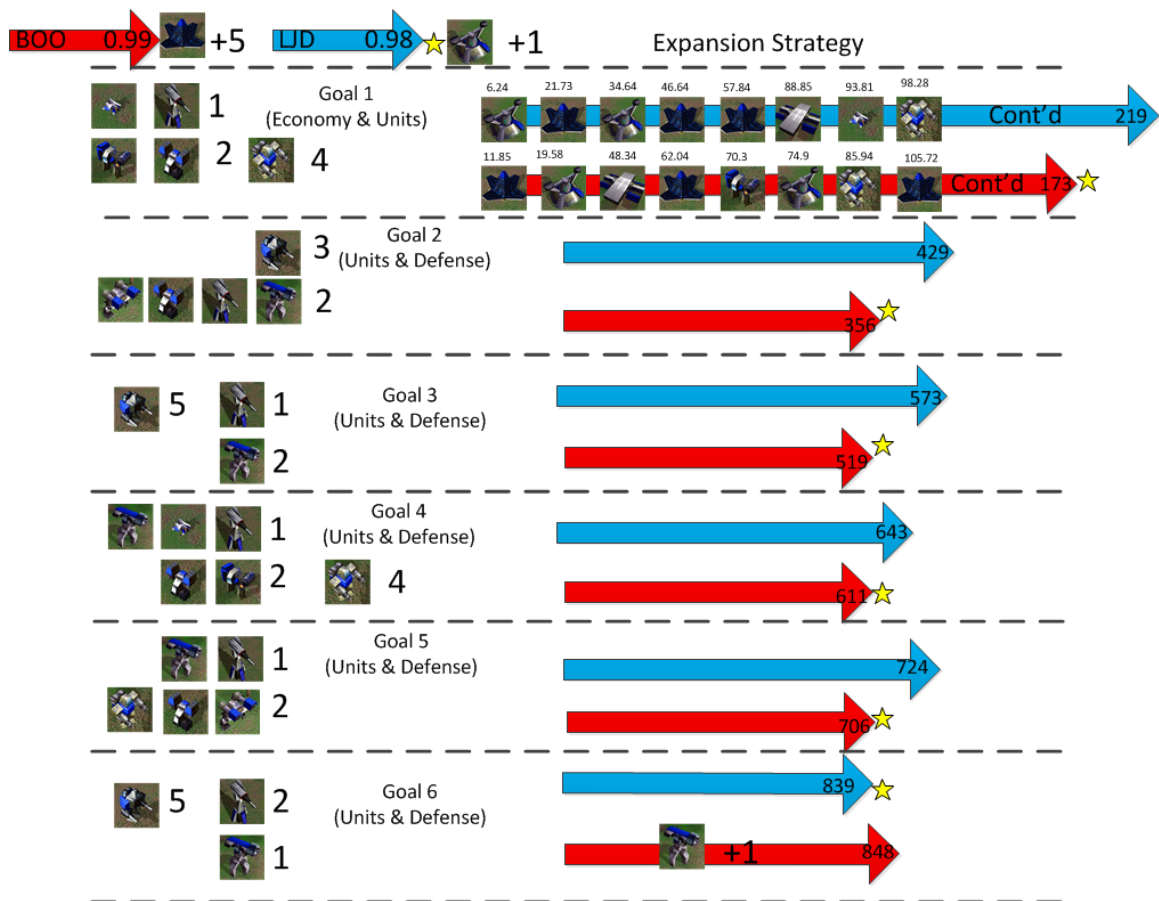 BOO 0.99 +5 LJD 0.98 +1 Expansion Strategy
1 Goal 1
(Economy & Units)
2 4
6.24 21.73 34.64 46.64 57.84 88.85 93.81 98.28
Cont'd 219
11.85 19.58 48.34 62.04 70.3 74.9 85.94 105.72
Cont'd 173
3 Goal 2
(Units & Defense)
2
429
356
5 1 Goal 3
(Units & Defense)
2
573
519
1 Goal 4
(Units & Defense)
2 4
643
611
1 Goal 5
(Units & Defense)
2
724
706
5 2 Goal 6
(Units & Defense)
1
839
+1 848